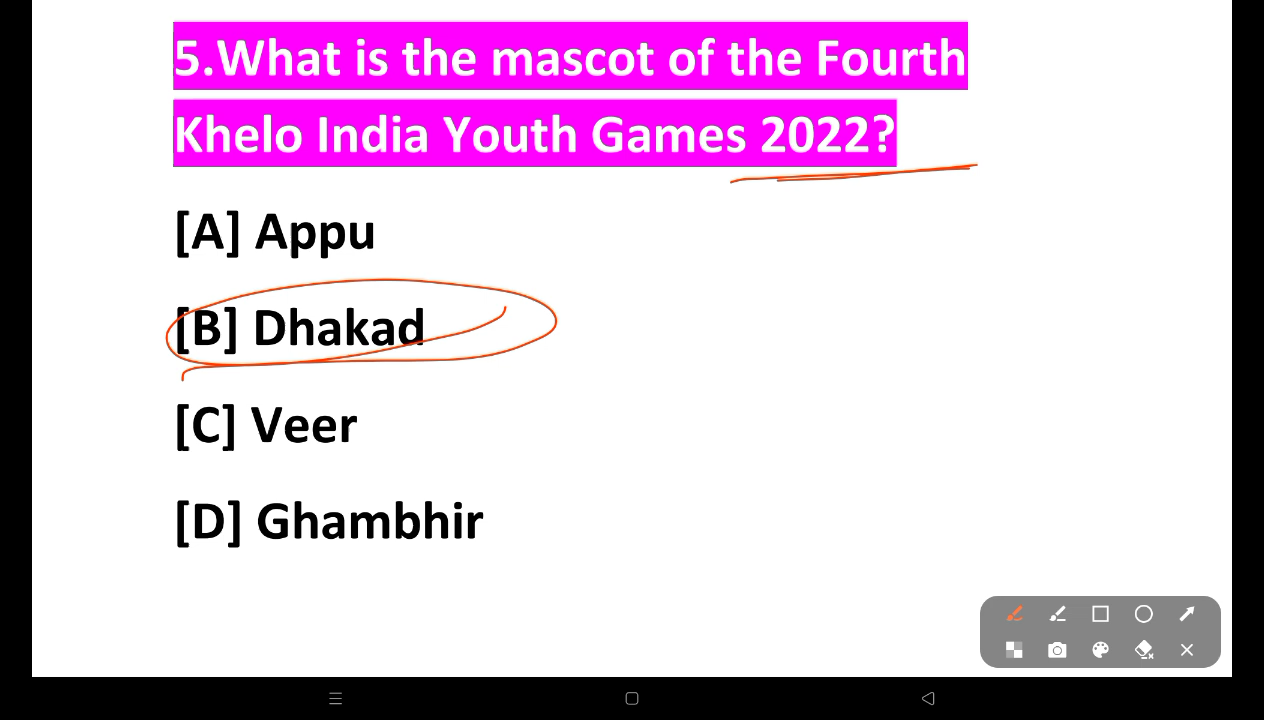 5.What is the mascot of the Fourth
Khelo India Youth Games 2022?
[A] Appu
[B] Dhakad
[C] Veer
[D] Ghambhir